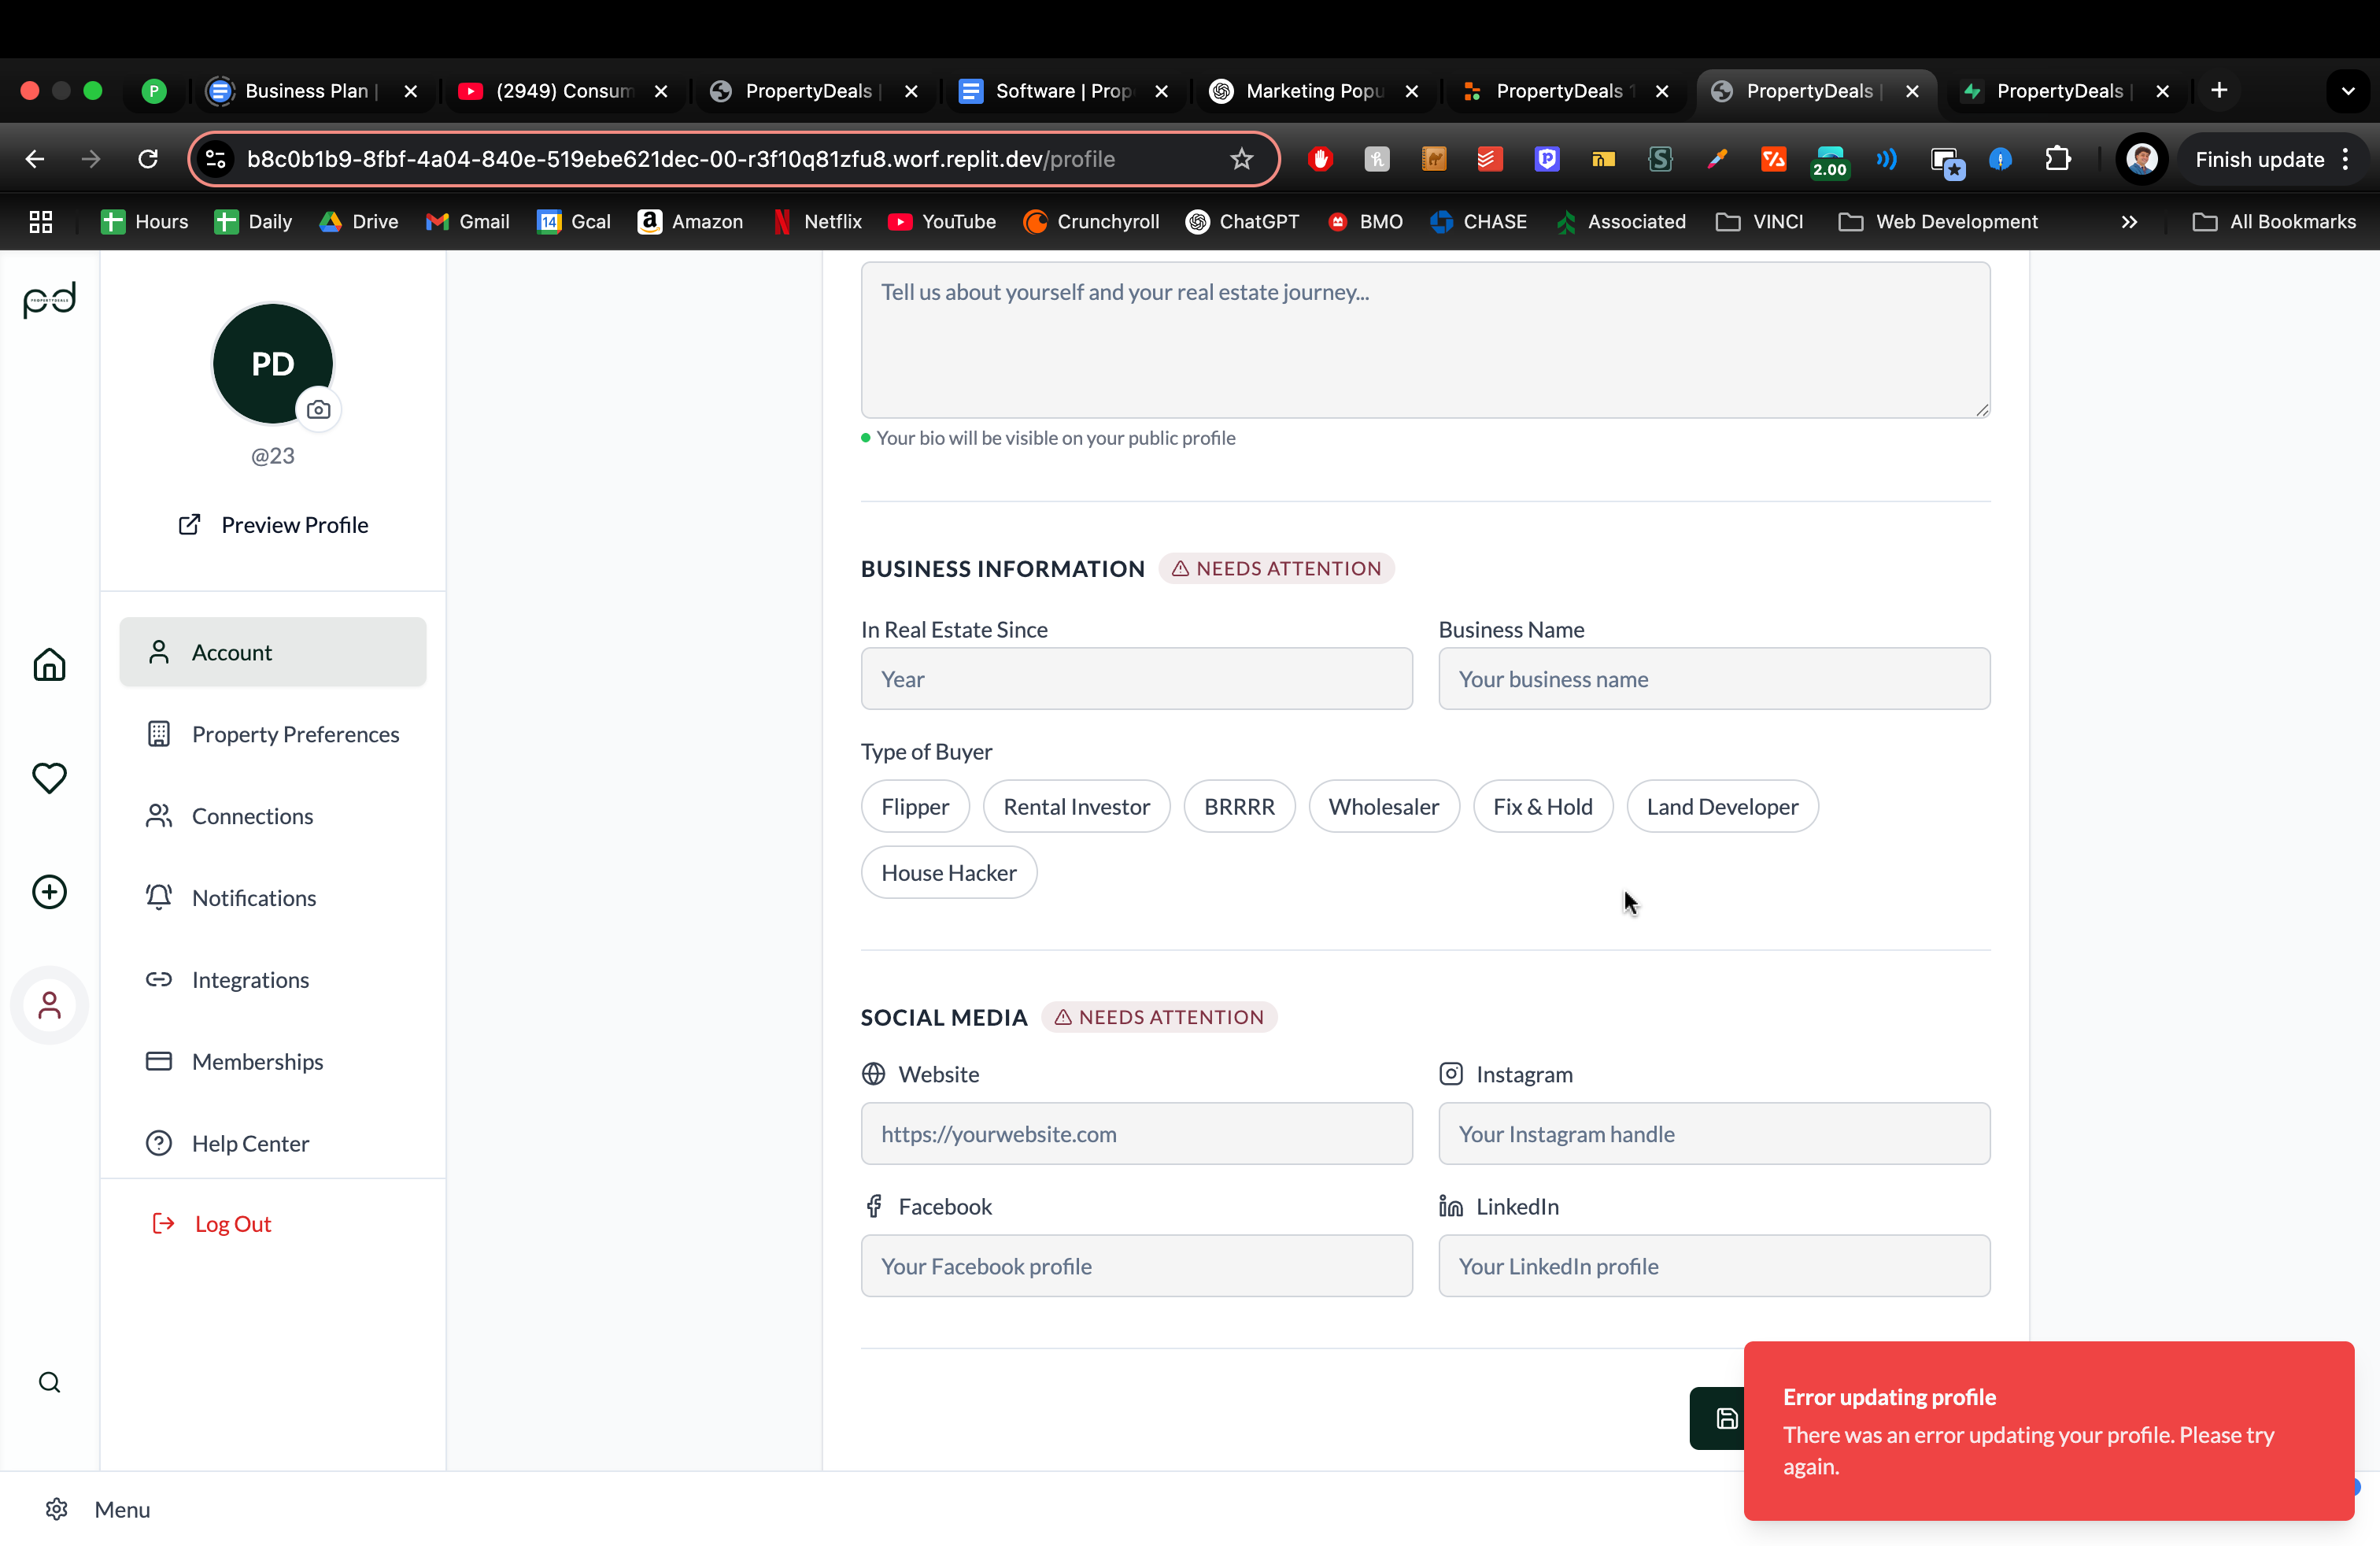 P
Business Plan |
(2949) Consum
PropertyDeals |
Software | Prop
Marketing Popu
PropertyDeals 1
PropertyDeals |
PropertyDeals |
b8c0b1b9-8fbf-4a04-840e-519ebe621dec-00-r3f10q81zfu8.worf.replit.dev/profile
2.00
Finish update
Hours
Daily
Drive
14
Gcal
Gmail
Amazon
Netflix
YouTube
Crunchyroll
ChatGPT
BMO
CHASE
Associated
VINCI
Web Development
All Bookmarks
pd
PROPERTYDEALS
PD
@23
Preview Profile
Account
Property Preferences
Connections
Notifications
Integrations
Memberships
Help Center
Log Out
Menu
Tell us about yourself and your real estate journey...
Your bio will be visible on your public profile
BUSINESS INFORMATION
NEEDS ATTENTION
In Real Estate Since
Business Name
Year
Your business name
Type of Buyer
Flipper
Rental Investor
BRRRR
Wholesaler
Fix & Hold
Land Developer
House Hacker
SOCIAL MEDIA
NEEDS ATTENTION
Website
Instagram
https://yourwebsite.com
Your Instagram handle
Facebook
LinkedIn
Your Facebook profile
Your LinkedIn profile
Error updating profile
There was an error updating your profile. Please try
again.